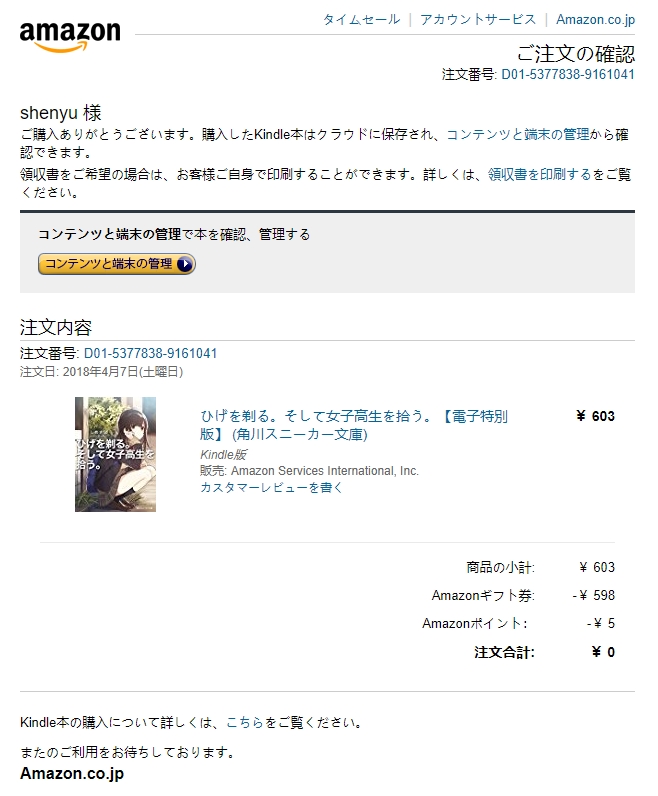 amazon
タイムセール | アカウントサービス | Amazon.co.jp
ご注文の確認
注文番号: D01-5377838-9161041
shenyu 様
ご購入ありがとうございます。購入したKindle本はクラウドに保存され、コンテンツと端末の管理から確
認できます。
領収書をご希望の場合は、お客様ご自身で印刷することができます。詳しくは、領収書を印刷するをご覧
ください。
コンテンツと端末の管理で本を確認、管理する
コンテンツと端末の管理
注文内容
注文番号: D01-5377838-9161041
注文日: 2018年4月7日(土曜日)
ひげを剃る。
そして女子高生を
拾う。
ひげを剃る。そして女子高生を拾う。【電子特別
版】 (角川スニーカー文庫)
¥ 603
Kindle版
販売: Amazon Services International, Inc.
カスタマーレビューを書く
商品の小計: ¥ 603
Amazonギフト券: -¥ 598
Amazonポイント: -¥ 5
注文合計: ¥ 0
Kindle本の購入について詳しくは、こちらをご覧ください。
またのご利用をお待ちしております。
Amazon.co.jp